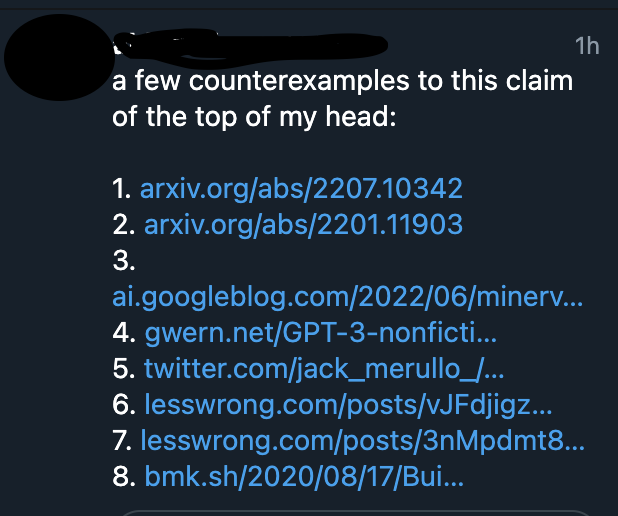 1h
a few counterexamples to this claim
of the top of my head:
1. arxiv.org/abs/2207.10342
2. arxiv.org/abs/2201.11903
3.
ai.googleblog.com/2022/06/minerv...
4. gwern.net/GPT-3-nonficti...
5. twitter.com/jack_merullo_/...
6. lesswrong.com/posts/vJFdjigz...
7. lesswrong.com/posts/3nMpdmt8...
8. bmk.sh/2020/08/17/Bui...